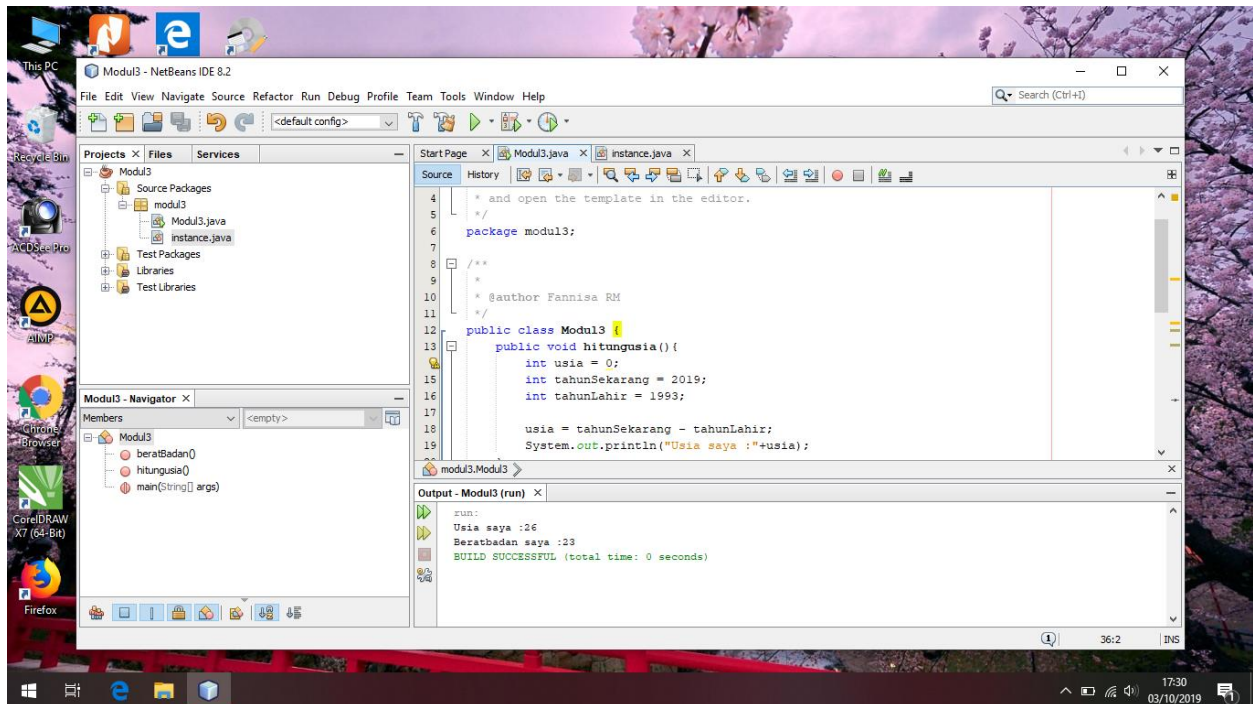 This PC
Recycle Bin
ACDSee Pro
AIMP
Chrome
Browser
CorelDRAW
X7 (64-Bit)
Firefox
Modul3 - NetBeans IDE 8.2
File Edit View Navigate Source Refactor Run Debug Profile Team Tools Window Help
Search (Ctrl+I)
<default config>
Projects Files Services
Modul3
Source Packages
modul3
Modul3.java
instance.java
Test Packages
Libraries
Test Libraries
Modul3 - Navigator
Members <empty>
Modul3
beratBadan()
hitungusia()
main(String[] args)
Start Page Modul3.java instance.java
Source History
4 * and open the template in the editor.
5 */
6 package modul3;
7
8 /**
9 *
10 * @author Fannisa RM
11 */
12 public class Modul3 {
13 public void hitungusia(){
int usia = 0;
15 int tahunSekarang = 2019;
16 int tahunLahir = 1993;
17
18 usia = tahunSekarang - tahunLahir;
19 System.out.println("Usia saya :"+usia);
modul3.Modul3
Output - Modul3 (run)
run:
Usia saya :26
Beratbadan saya :23
BUILD SUCCESSFUL (total time: 0 seconds)
1 36:2 INS
17:30
03/10/2019